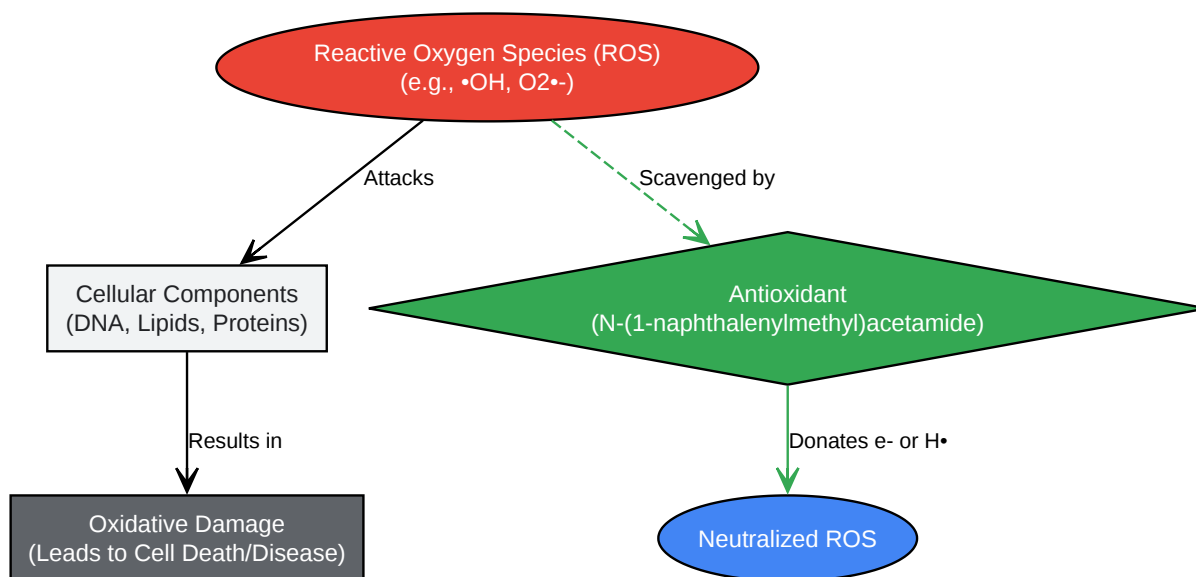 Reactive Oxygen Species (ROS)
(e.g., •OH, O2•-)
Attacks
Scavenged by
Cellular Components
(DNA, Lipids, Proteins)
Antioxidant
(N-(1-naphthalenylmethyl)acetamide)
Results in
Donates e- or H•
Oxidative Damage
(Leads to Cell Death/Disease)
Neutralized ROS